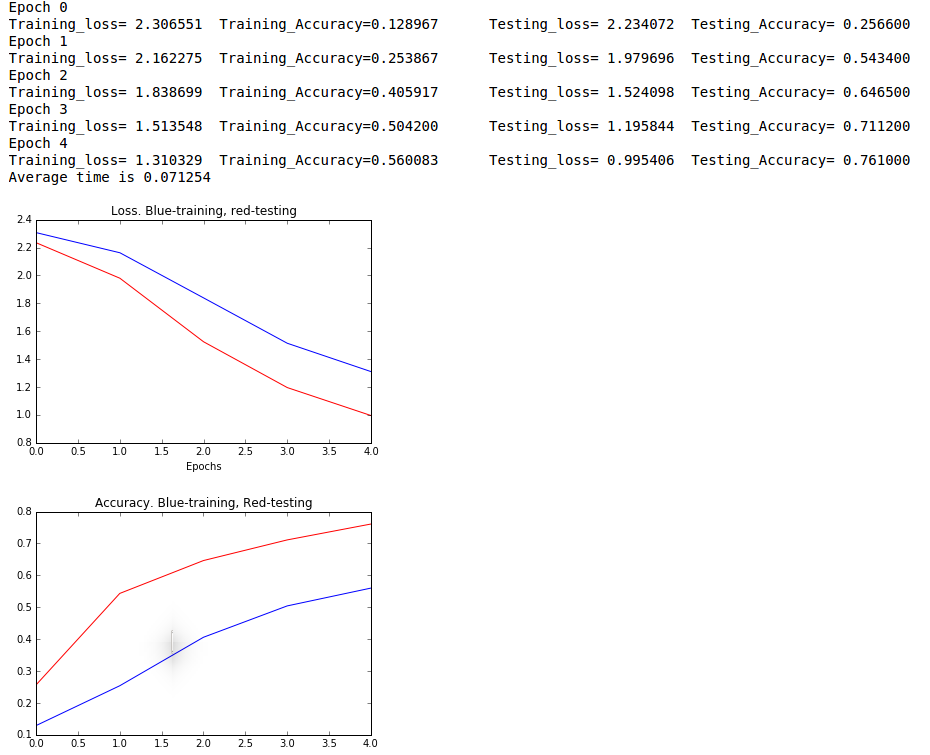 Epoch 0
Training_loss= 2.306551  Training_Accuracy=0.128967      Testing_loss= 2.234072  Testing_Accuracy= 0.256600
Epoch 1
Training_loss= 2.162275  Training_Accuracy=0.253867      Testing_loss= 1.979696  Testing_Accuracy= 0.543400
Epoch 2
Training_loss= 1.838699  Training_Accuracy=0.405917      Testing_loss= 1.524098  Testing_Accuracy= 0.646500
Epoch 3
Training_loss= 1.513548  Training_Accuracy=0.504200      Testing_loss= 1.195844  Testing_Accuracy= 0.711200
Epoch 4
Training_loss= 1.310329  Training_Accuracy=0.560083      Testing_loss= 0.995406  Testing_Accuracy= 0.761000
Average time is 0.071254
Loss. Blue-training, red-testing
2.4
2.2
2.0
1.8
1.6
1.4
1.2
1.0
0.8
0.0 0.5 1.0 1.5 2.0 2.5 3.0 3.5 4.0
Epochs
Accuracy. Blue-training, Red-testing
0.8
0.7
0.6
0.5
0.4
0.3
0.2
0.1
0.0 0.5 1.0 1.5 2.0 2.5 3.0 3.5 4.0